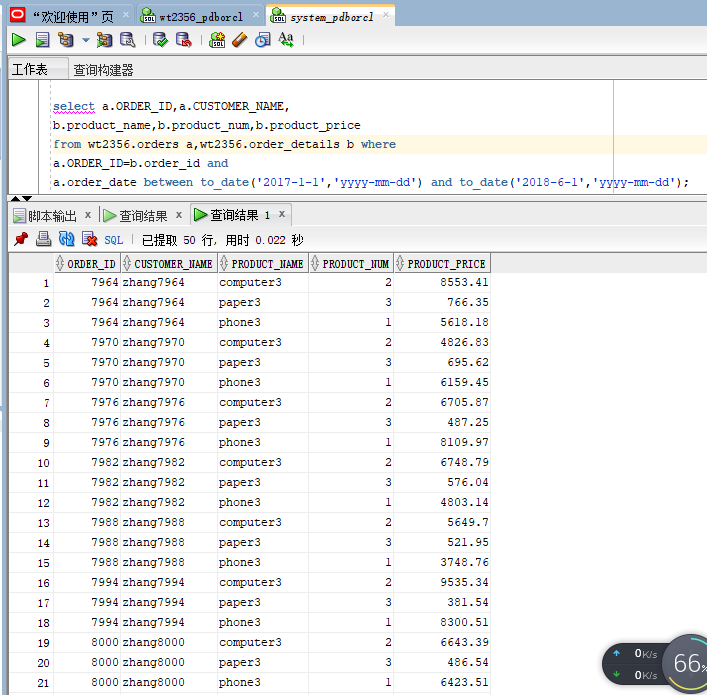 “欢迎使用”页 wt2356_pdborcl system_pdborcl
工作表 查询构建器
select a.ORDER_ID,a.CUSTOMER_NAME,
b.product_name,b.product_num,b.product_price
from wt2356.orders a,wt2356.order_details b where
a.ORDER_ID=b.order_id and
a.order_date between to_date('2017-1-1','yyyy-mm-dd') and to_date('2018-6-1','yyyy-mm-dd');
脚本输出 x 查询结果 x 查询结果 1 x
SQL 已提取 50 行, 用时 0.022 秒
ORDER_ID CUSTOMER_NAME PRODUCT_NAME PRODUCT_NUM PRODUCT_PRICE
1 7964 zhang7964 computer3 2 8553.41
2 7964 zhang7964 paper3 3 766.35
3 7964 zhang7964 phone3 1 5618.18
4 7970 zhang7970 computer3 2 4826.83
5 7970 zhang7970 paper3 3 695.62
6 7970 zhang7970 phone3 1 6159.45
7 7976 zhang7976 computer3 2 6705.87
8 7976 zhang7976 paper3 3 487.25
9 7976 zhang7976 phone3 1 8109.97
10 7982 zhang7982 computer3 2 6748.79
11 7982 zhang7982 paper3 3 576.04
12 7982 zhang7982 phone3 1 4803.14
13 7988 zhang7988 computer3 2 5649.7
14 7988 zhang7988 paper3 3 521.95
15 7988 zhang7988 phone3 1 3748.76
16 7994 zhang7994 computer3 2 9535.34
17 7994 zhang7994 paper3 3 381.54
18 7994 zhang7994 phone3 1 8300.51
19 8000 zhang8000 computer3 2 6643.39
20 8000 zhang8000 paper3 3 486.54
21 8000 zhang8000 phone3 1 6423.51
0K/s
0K/s
66%